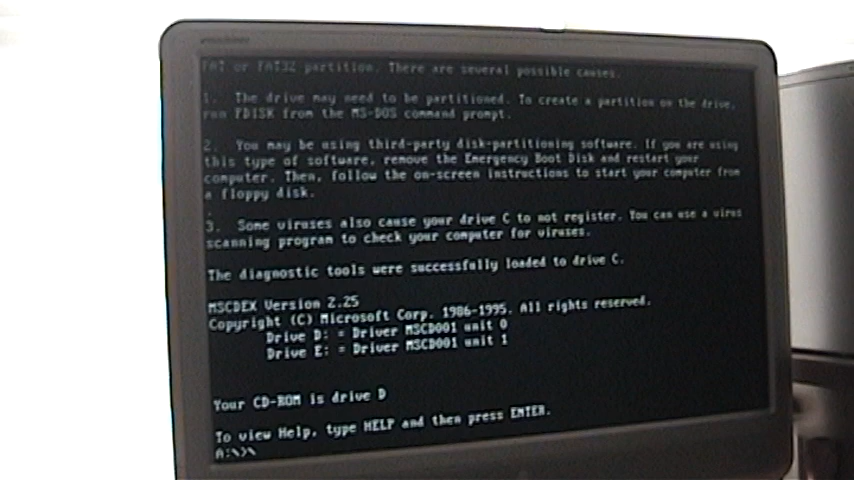 FAT or FAT32 partition. There are several possible causes.
1. The drive may need to be partitioned. To create a partition on the drive,
run FDISK from the MS-DOS command prompt.
2. You may be using third-party disk-partitioning software. If you are using
this type of software, remove the Emergency Boot Disk and restart your
computer. Then, follow the on-screen instructions to start your computer from
a floppy disk.
.
3. Some viruses also cause your drive C to not register. You can use a virus
scanning program to check your computer for viruses.
The diagnostic tools were successfully loaded to drive C.
MSCDEX Version 2.25
Copyright (C) Microsoft Corp. 1986-1995. All rights reserved.
Drive D: = Driver MSCD001 unit 0
Drive E: = Driver MSCD001 unit 1
Your CD-ROM is drive D
To view Help, type HELP and then press ENTER.
A:\>\